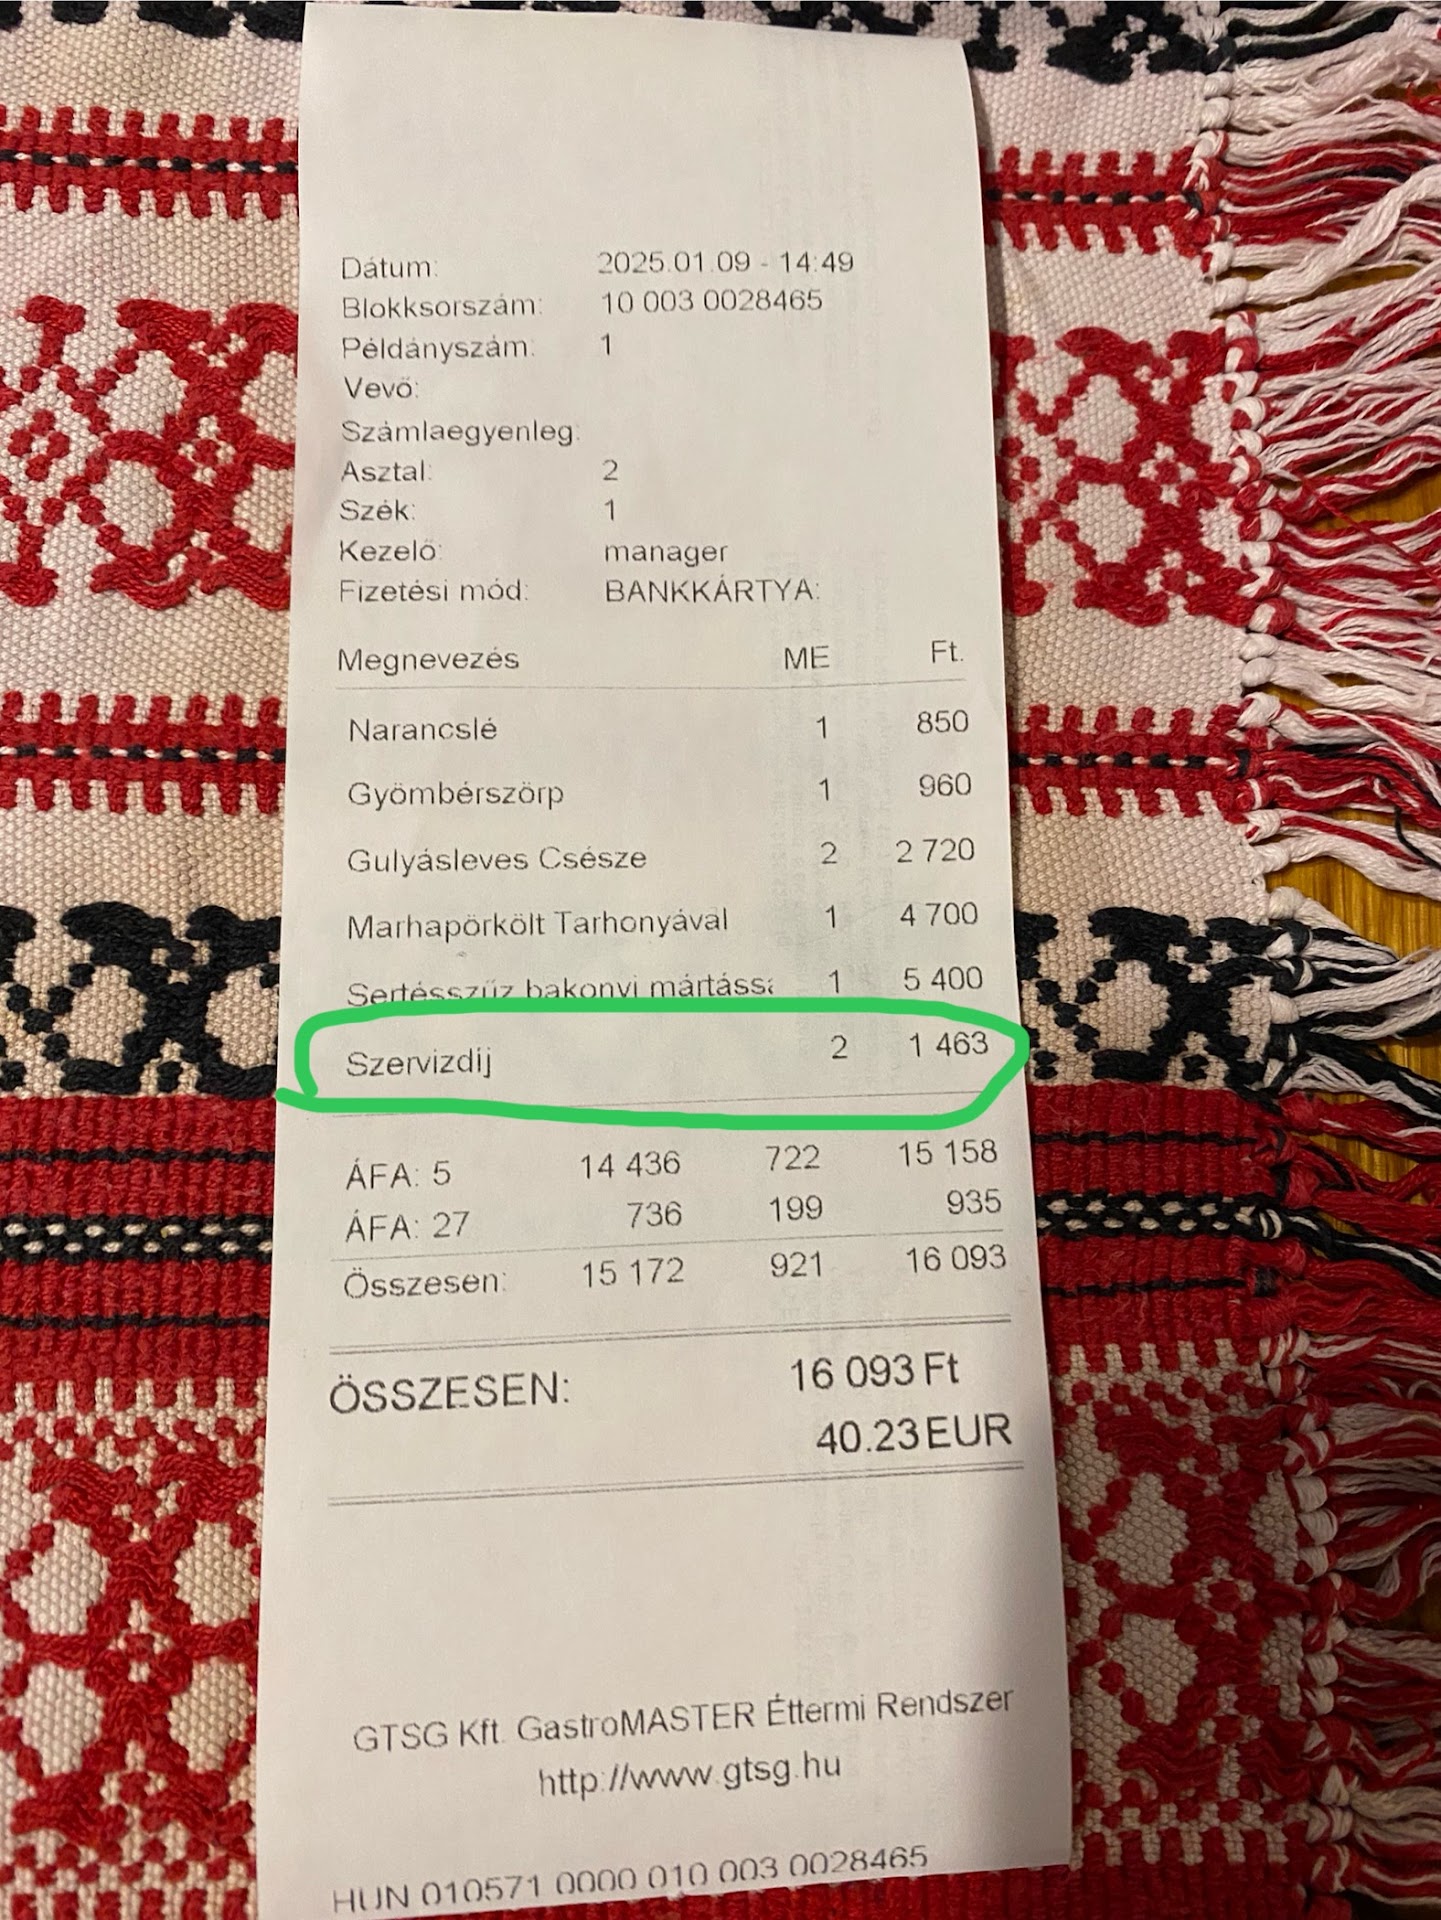 Dátum: 2025.01.09 - 14:49
Blokksorszám: 10 003 0028465
Példányszám: 1
Vevő:
Számlaegyenleg:
Asztal: 2
Szék: 1
Kezelő: manager
Fizetési mód: BANKKÁRTYA:
Megnevezés ME Ft.
Narancslé 1 850
Gyömbérszörp 1 960
Gulyásleves Csésze 2 2 720
Marhapörkölt Tarhonyával 1 4 700
Sertésszűz bakonyi mártássa 1 5 400
Szervizdíj 2 1 463
ÁFA: 5 14 436 722 15 158
ÁFA: 27 736 199 935
Összesen: 15 172 921 16 093
ÖSSZESEN: 16 093 Ft
40.23 EUR
GTSG Kft. GastroMASTER Éttermi Rendszer
http://www.gtsg.hu
HUN 010571 0000 010 003 0028465